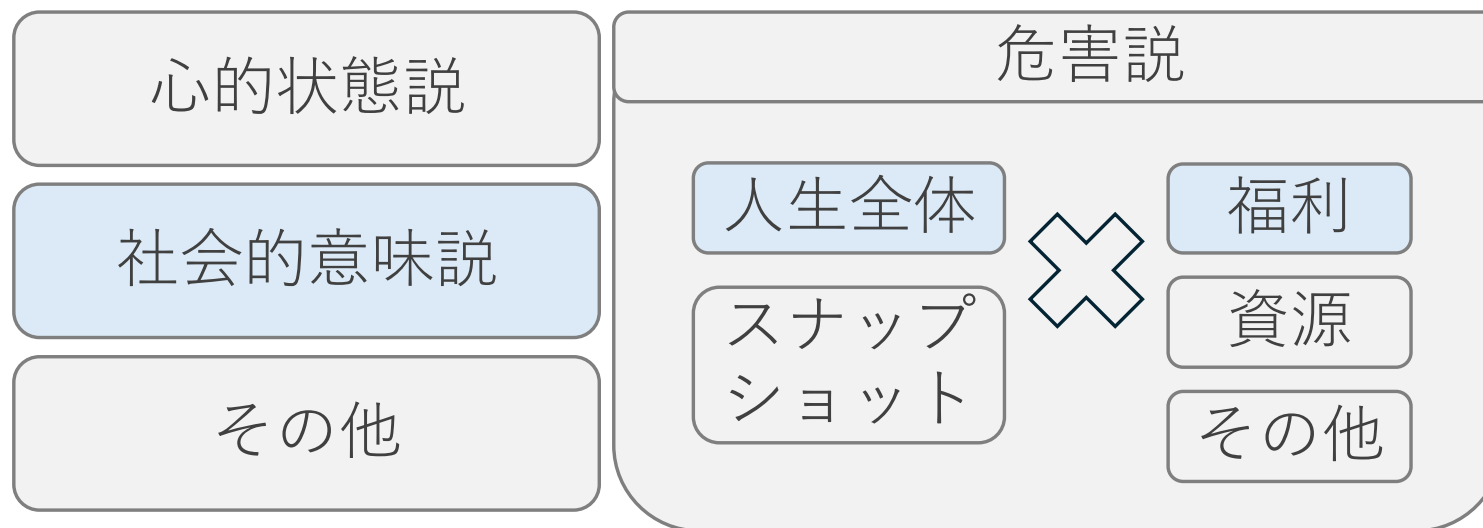 心的状態説
社会的意味説
その他
危害説
人生全体
スナップ
ショット
福利
資源
その他